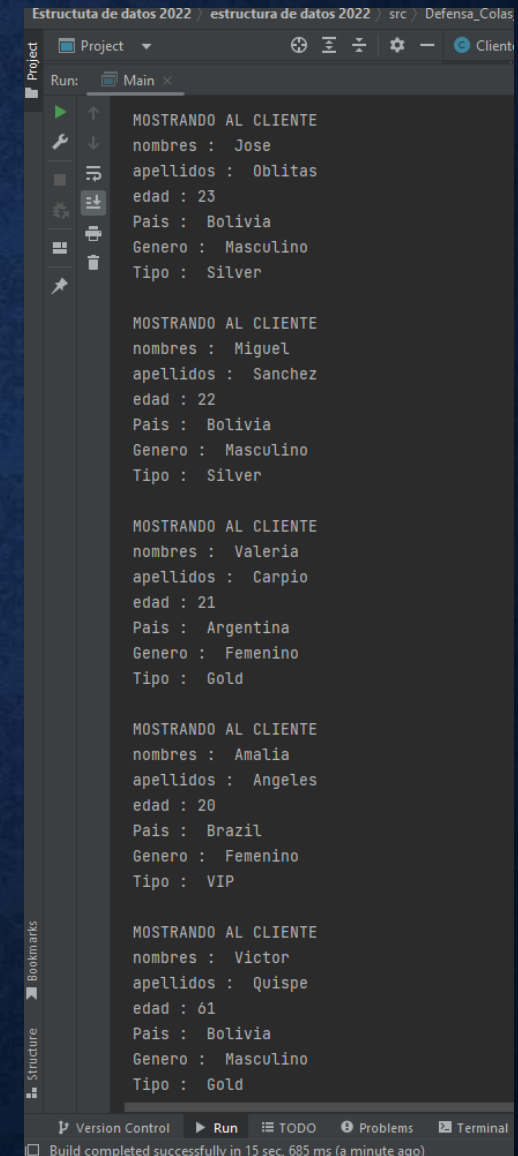 Estructuta de datos 2022 〉 estructura de datos 2022 〉 src 〉 Defensa_Colas
Project
Cliente
Run: Main ×
MOSTRANDO AL CLIENTE
nombres :  Jose
apellidos :  Oblitas
edad : 23
Pais :  Bolivia
Genero :  Masculino
Tipo :  Silver
MOSTRANDO AL CLIENTE
nombres :  Miguel
apellidos :  Sanchez
edad : 22
Pais :  Bolivia
Genero :  Masculino
Tipo :  Silver
MOSTRANDO AL CLIENTE
nombres :  Valeria
apellidos :  Carpio
edad : 21
Pais :  Argentina
Genero :  Femenino
Tipo :  Gold
MOSTRANDO AL CLIENTE
nombres :  Amalia
apellidos :  Angeles
edad : 20
Pais :  Brazil
Genero :  Femenino
Tipo :  VIP
MOSTRANDO AL CLIENTE
nombres :  Victor
apellidos :  Quispe
edad : 61
Pais :  Bolivia
Genero :  Masculino
Tipo :  Gold
Project
Bookmarks
Structure
Version Control Run TODO Problems Terminal
Build completed successfully in 15 sec, 685 ms (a minute ago)